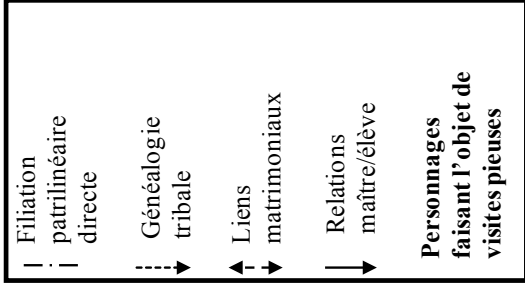 Filiation
patrilinéaire
directe
Généalogie
tribale
Liens
matrimoniaux
Relations
maître/élève
Personnages
faisant l'objet de
visites pieuses